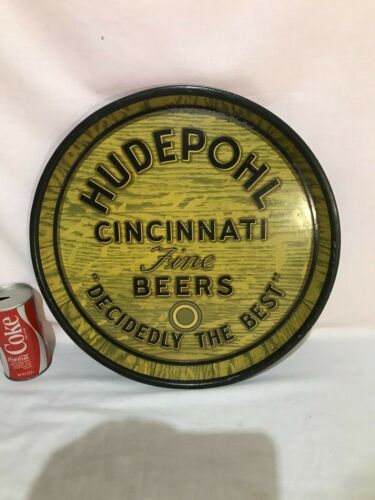 HUDEPOHL
CINCINNATI
Fine
BEERS
"DECIDEDLY THE BEST"
Coke
Coca-Cola